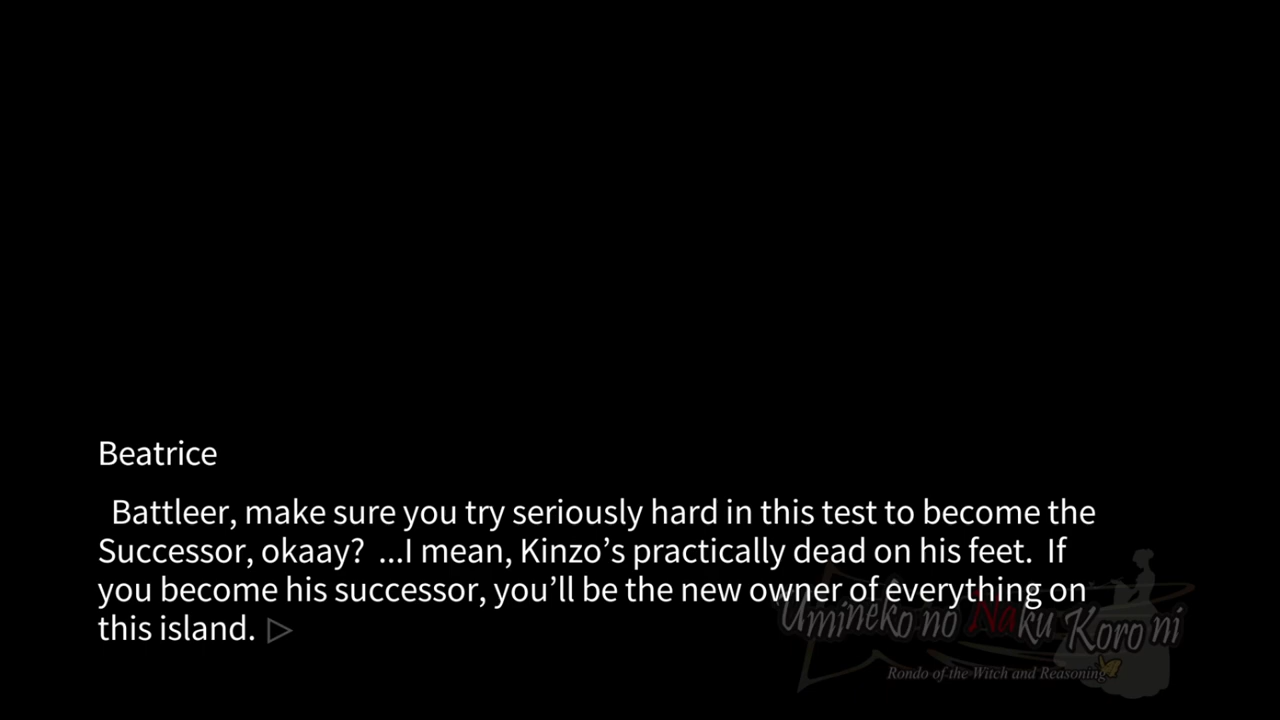 Beatrice
Battleer, make sure you try seriously hard in this test to become the
Successor, okaay?  ...I mean, Kinzo’s practically dead on his feet.  If
you become his successor, you’ll be the new owner of everything on
this island.
Umineko no Naku Koro ni
Rondo of the Witch and Reasoning